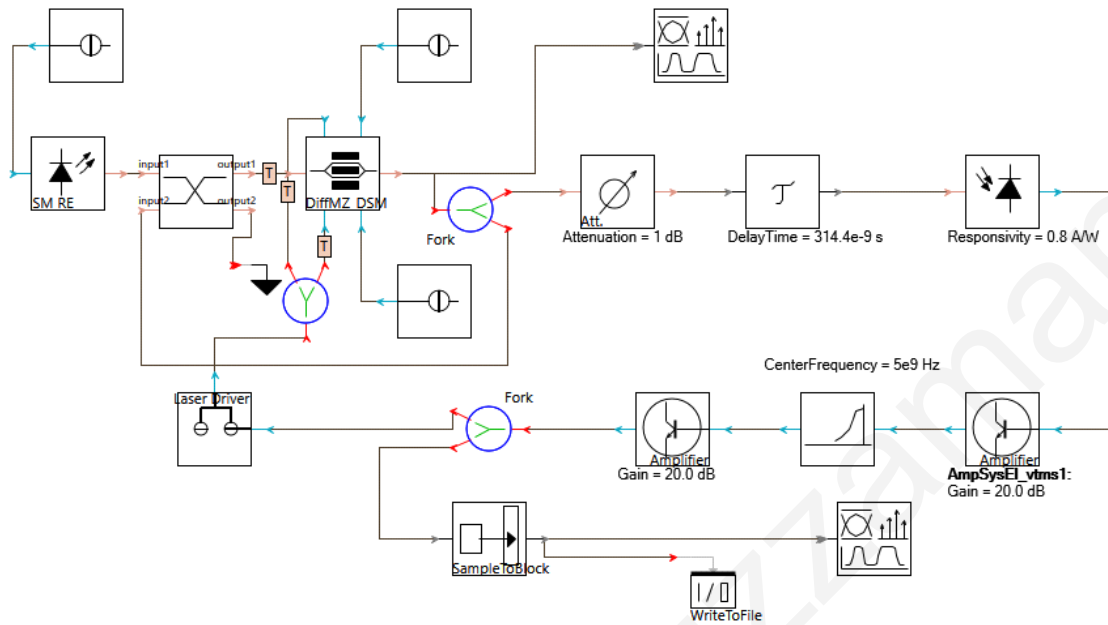 SM RE
input1
output1
input2
output2
T
T
T
DiffMZ_DSM
Fork
Att.
Attenuation = 1 dB
τ
DelayTime = 314.4e-9 s
Responsivity = 0.8 A/W
CenterFrequency = 5e9 Hz
Laser Driver
Fork
Amplifier
Gain = 20.0 dB
Amplifier
AmpSysEl_vtms1:
Gain = 20.0 dB
SampleToBlock
WriteToFile